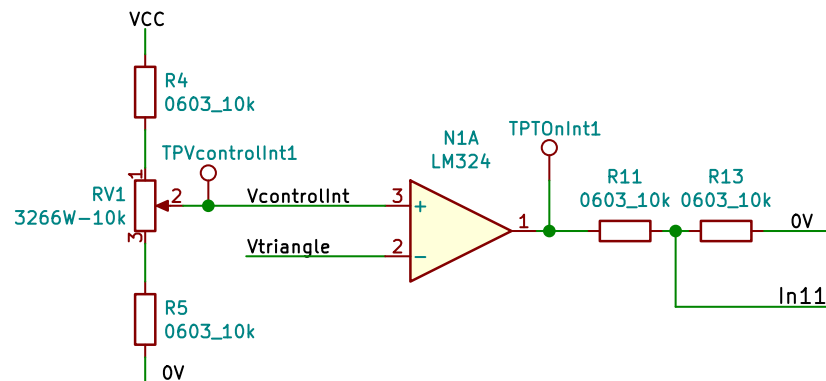 VCC
R4
0603_10k
TPVcontrolInt1
1
RV1
3266W-10k
2
3
R5
0603_10k
0V
VcontrolInt
Vtriangle
N1A
LM324
3
+
2
−
1
TPTOnInt1
R11
0603_10k
R13
0603_10k
0V
In11